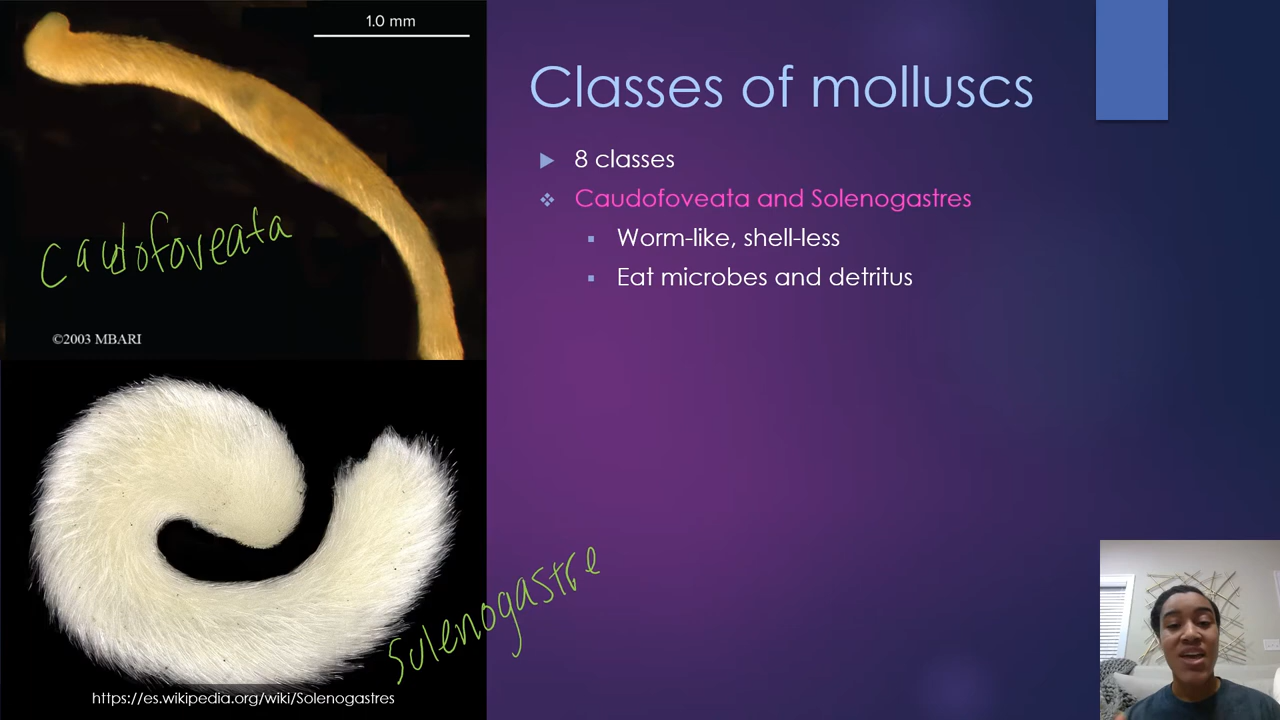 1.0 mm
Caudofoveata
©2003 MBARI
solenogastre
https://es.wikipedia.org/wiki/Solenogastres
Classes of molluscs
8 classes
Caudofoveata and Solenogastres
Worm-like, shell-less
Eat microbes and detritus